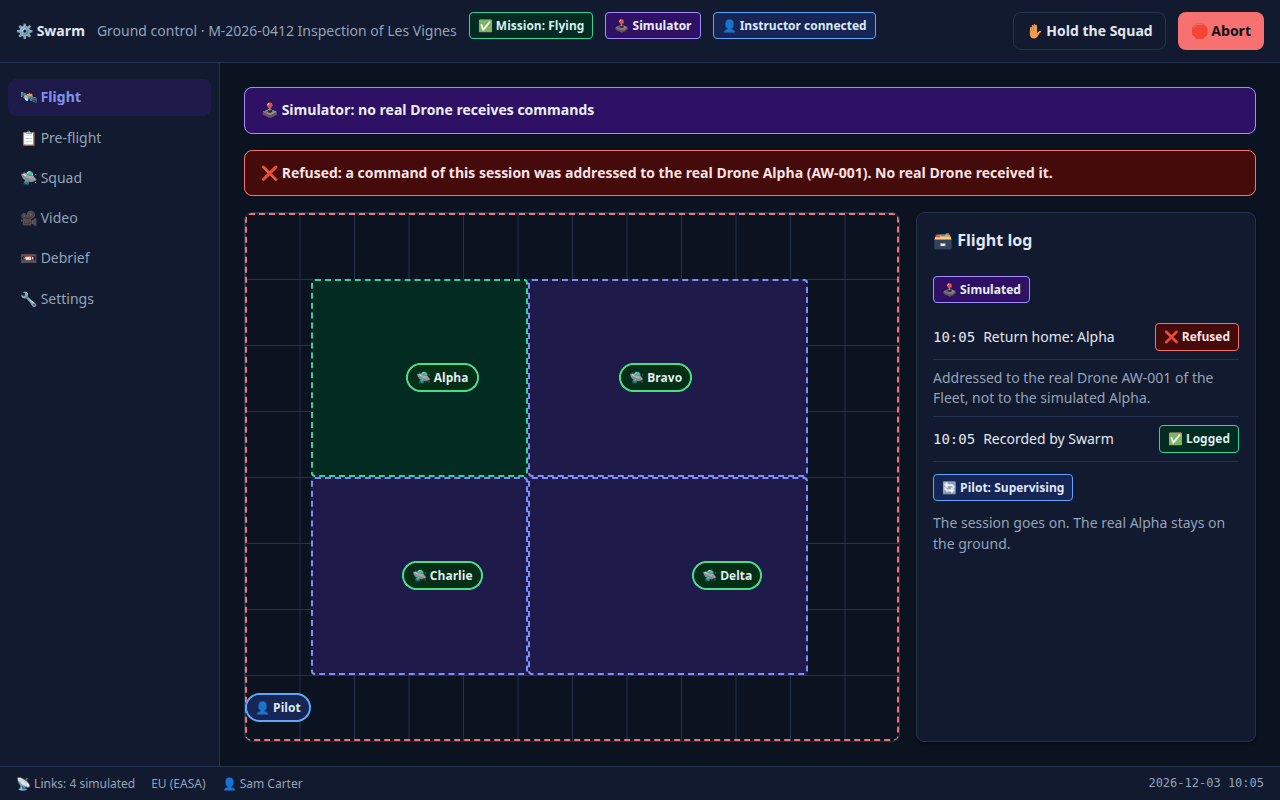 ⚙️ Swarm
Ground control · M-2026-0412 Inspection of Les Vignes
✅ Mission: Flying
🕹️ Simulator
👤 Instructor connected
✋ Hold the Squad
🛑 Abort
🛰️ Flight
📋 Pre-flight
🛸 Squad
🎥 Video
📼 Debrief
🔧 Settings
🕹️ Simulator: no real Drone receives commands
❌ Refused: a command of this session was addressed to the real Drone Alpha (AW-001). No real Drone received it.
🛸 Alpha
🛸 Bravo
🛸 Charlie
🛸 Delta
👤 Pilot
🗃️ Flight log
🕹️ Simulated
10:05 Return home: Alpha
❌ Refused
Addressed to the real Drone AW-001 of the
Fleet, not to the simulated Alpha.
10:05 Recorded by Swarm
✅ Logged
🔄 Pilot: Supervising
The session goes on. The real Alpha stays on
the ground.
📡 Links: 4 simulated
EU (EASA)
👤 Sam Carter
2026-12-03 10:05